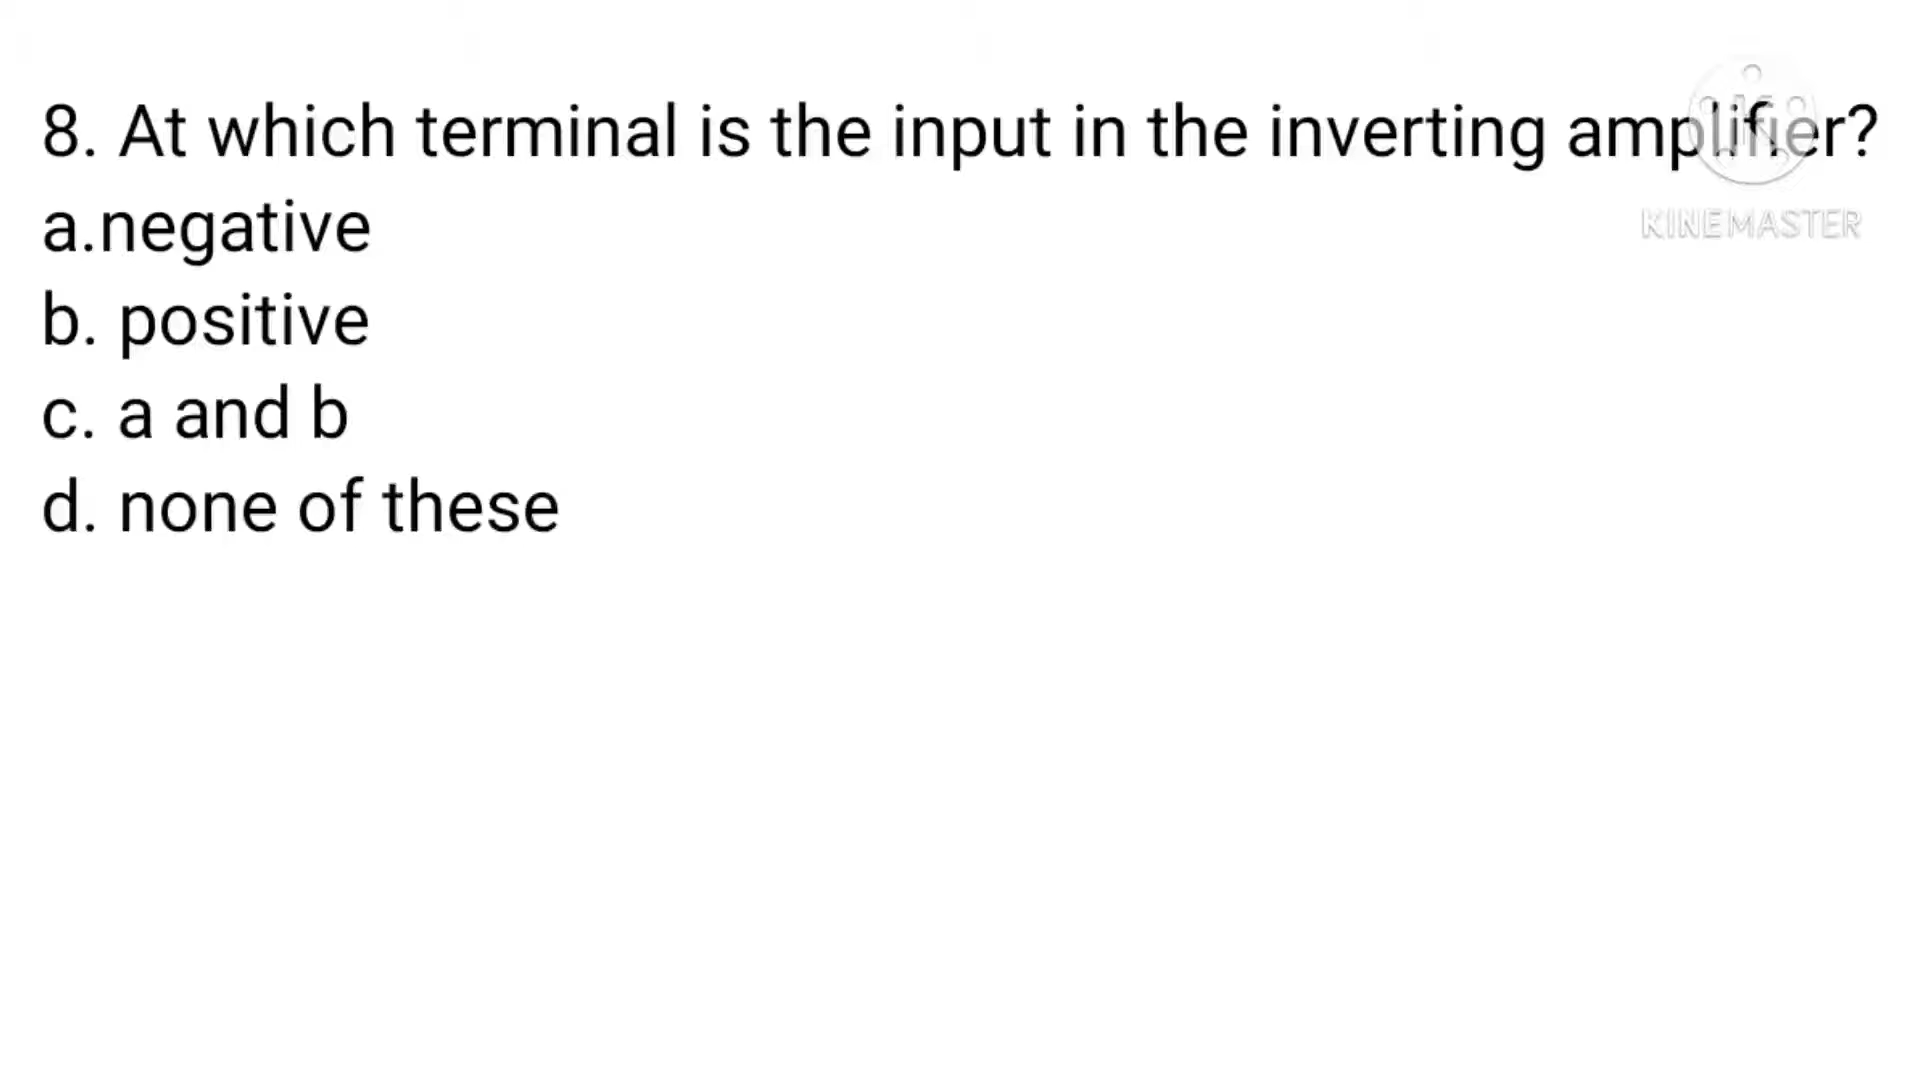 8. At which terminal is the input in the inverting amplifier?
a.negative
b. positive
c. a and b
d. none of these
KINEMASTER